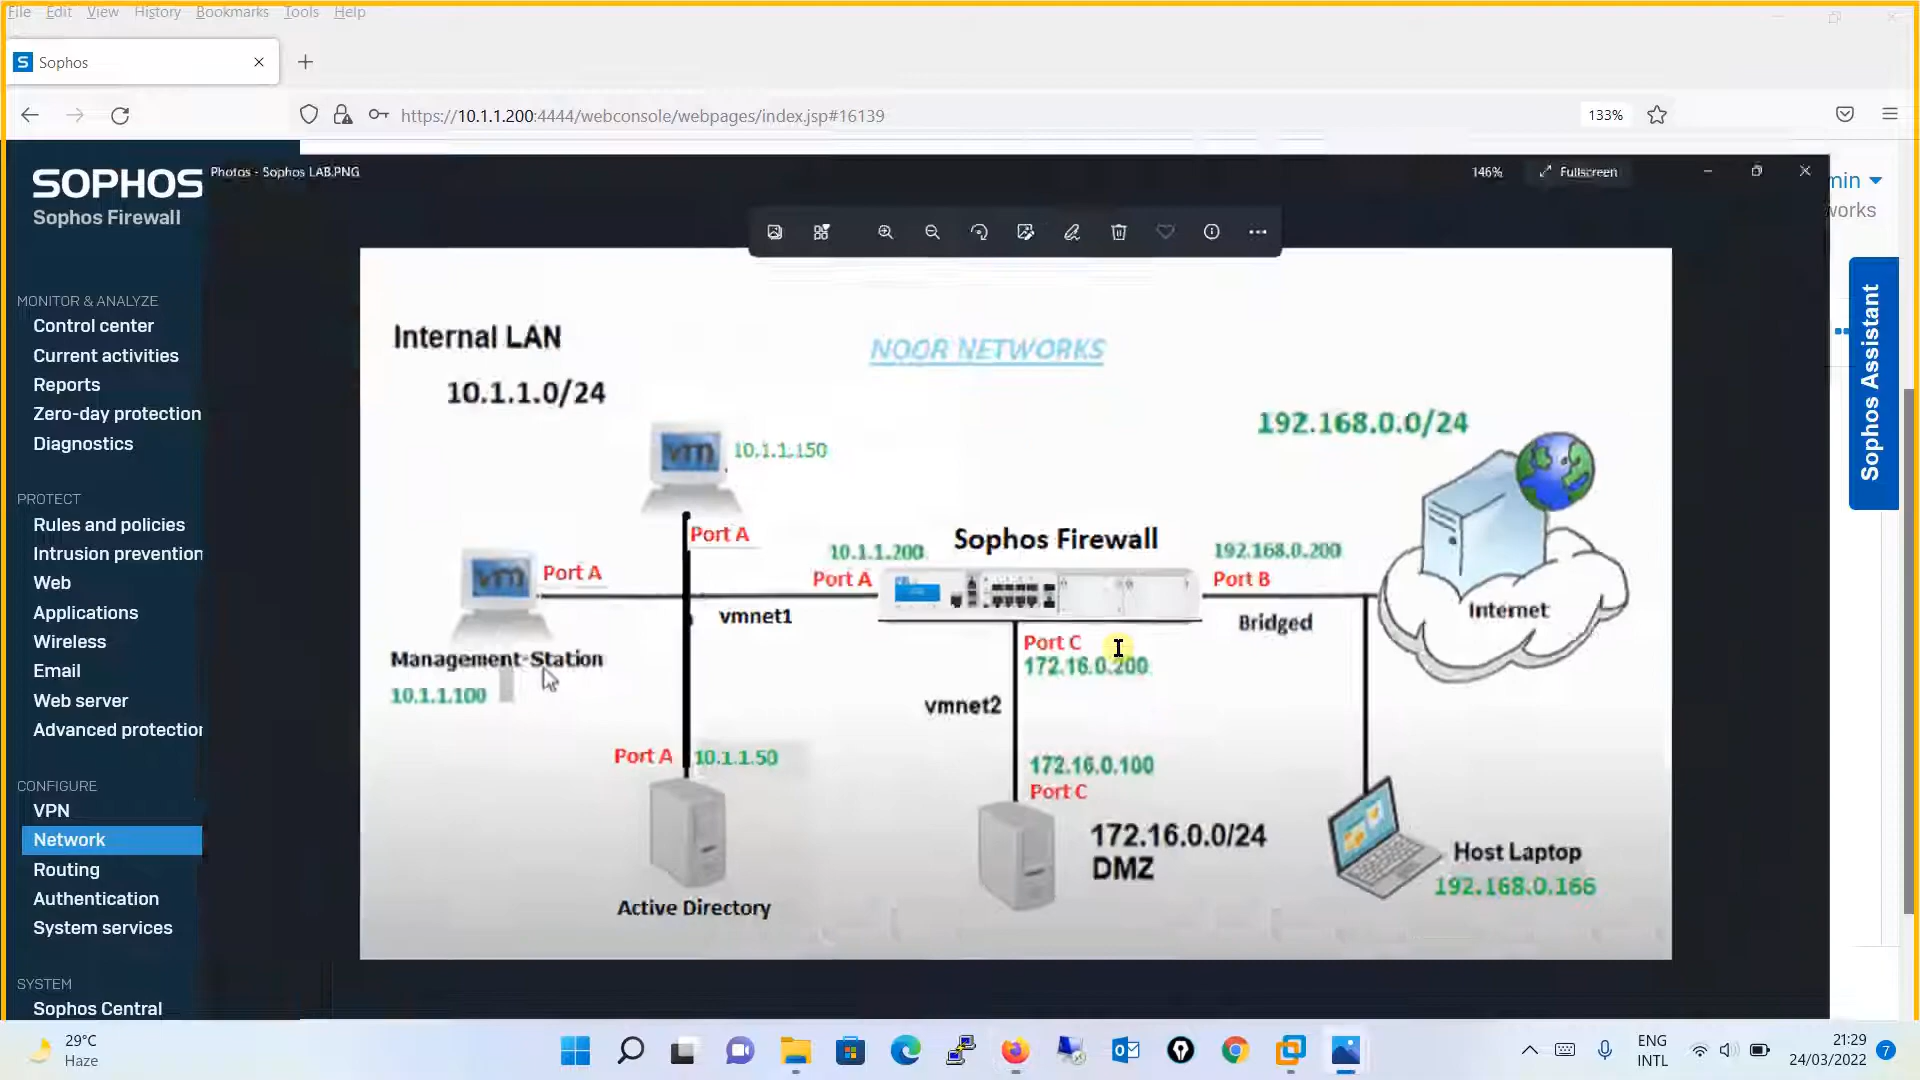 File Edit View History Bookmarks Tools Help
Sophos
https://10.1.1.200:4444/webconsole/webpages/index.jsp#16139
133%
SOPHOS
Sophos Firewall
MONITOR & ANALYZE
Control center
Current activities
Reports
Zero-day protection
Diagnostics
PROTECT
Rules and policies
Intrusion prevention
Web
Applications
Wireless
Email
Web server
Advanced protection
CONFIGURE
VPN
Network
Routing
Authentication
System services
SYSTEM
Sophos Central
Photos - Sophos LAB.PNG
146%
Fullscreen
Internal LAN
10.1.1.0/24
NOOR NETWORKS
192.168.0.0/24
vm
10.1.1.150
Port A
vm
Port A
Management-Station
10.1.1.100
vmnet1
10.1.1.200
Port A
Sophos Firewall
192.168.0.200
Port B
Bridged
Internet
Port C
172.16.0.200
vmnet2
172.16.0.100
Port C
172.16.0.0/24
DMZ
Port A
10.1.1.50
Active Directory
Host Laptop
192.168.0.166
min
works
Sophos Assistant
29°C
Haze
ENG
INTL
21:29
24/03/2022
7